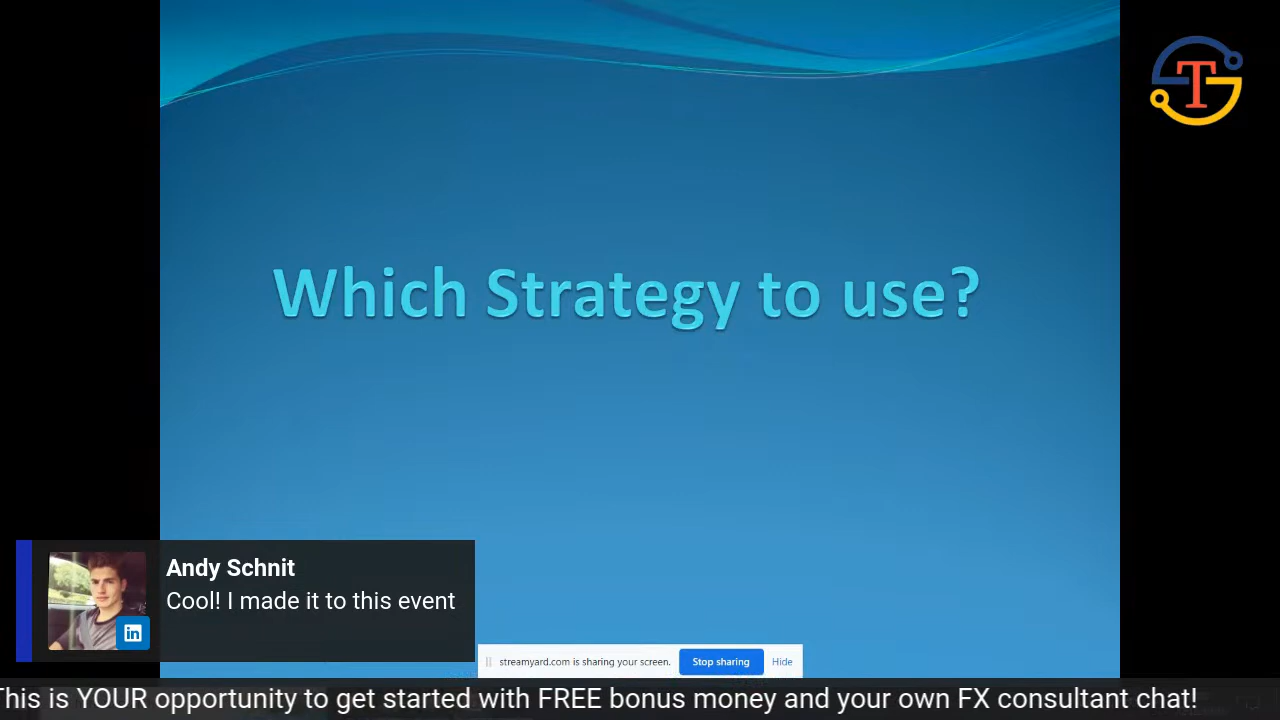 T
Which Strategy to use?
Andy Schnit
Cool! I made it to this event
in
streamyard.com is sharing your screen. Stop sharing Hide
This is YOUR opportunity to get started with FREE bonus money and your own FX consultant chat!